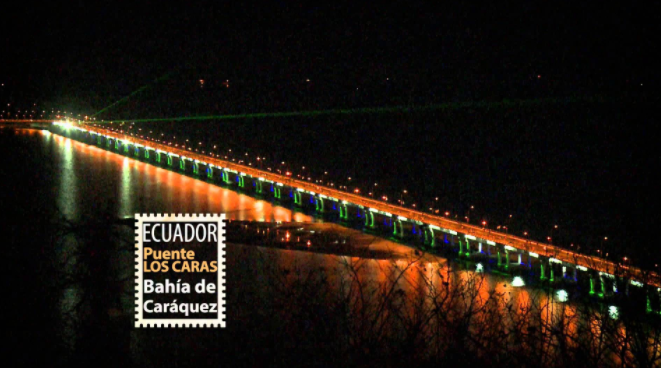 ECUADOR
Puente
LOS CARAS
Bahía de
Caráquez